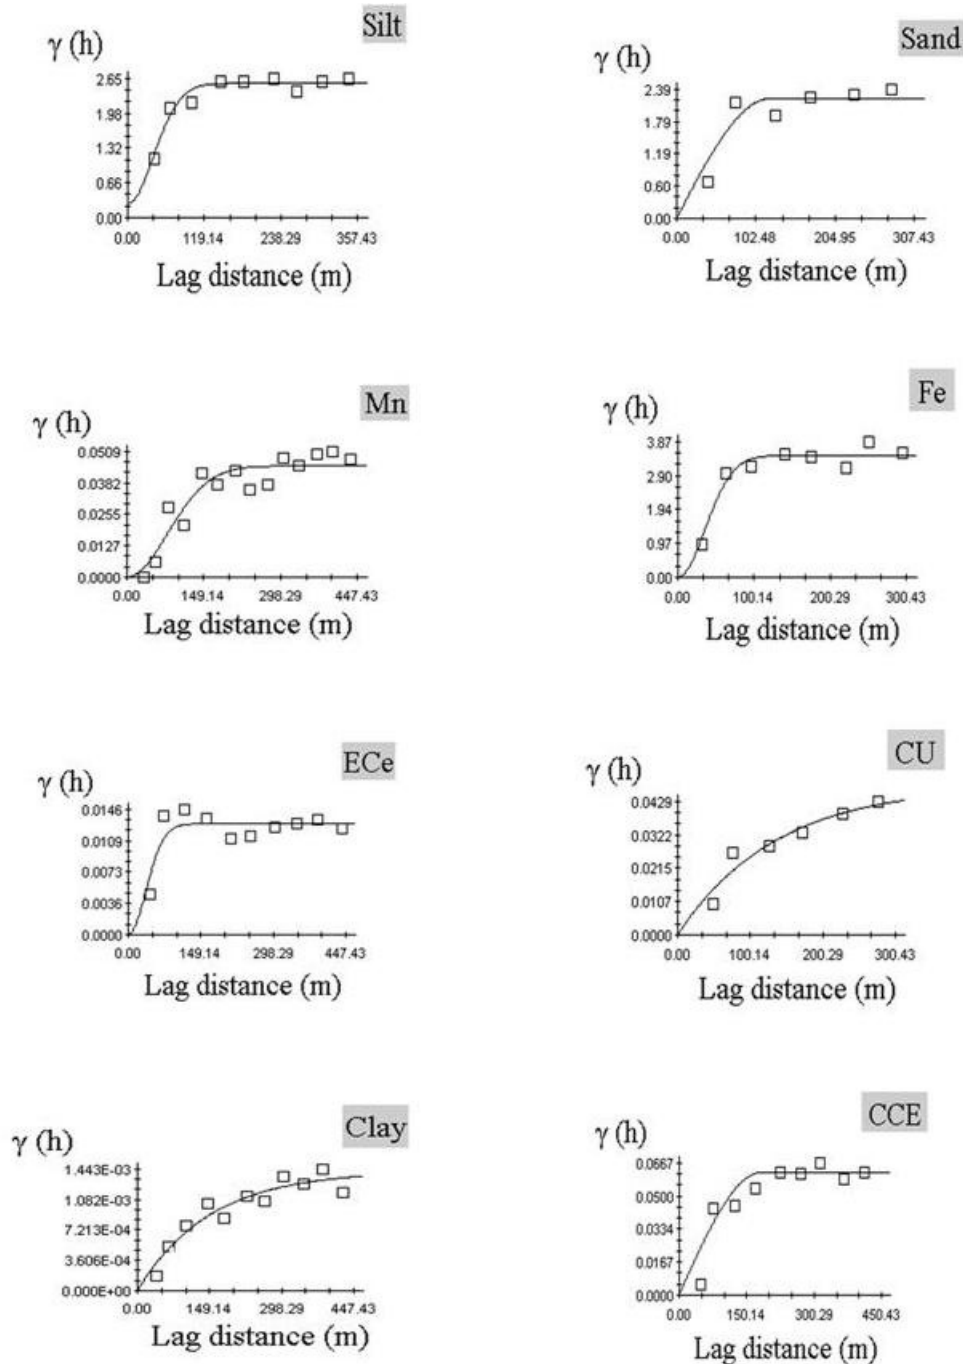 Silt
γ (h)
2.65
1.98
1.32
0.66
0.00
0.00 119.14 238.29 357.43
Lag distance (m)
Sand
γ (h)
2.39
1.79
1.19
0.60
0.00
0.00 102.48 204.95 307.43
Lag distance (m)
Mn
γ (h)
0.0509
0.0382
0.0255
0.0127
0.0000
0.00 149.14 298.29 447.43
Lag distance (m)
Fe
γ (h)
3.87
2.90
1.94
0.97
0.00
0.00 100.14 200.29 300.43
Lag distance (m)
ECe
γ (h)
0.0146
0.0109
0.0073
0.0036
0.0000
0.00 149.14 298.29 447.43
Lag distance (m)
CU
γ (h)
0.0429
0.0322
0.0215
0.0107
0.0000
0.00 100.14 200.29 300.43
Lag distance (m)
Clay
γ (h)
1.443E-03
1.082E-03
7.213E-04
3.606E-04
0.000E+00
0.00 149.14 298.29 447.43
Lag distance (m)
CCE
γ (h)
0.0667
0.0500
0.0334
0.0167
0.0000
0.00 150.14 300.29 450.43
Lag distance (m)